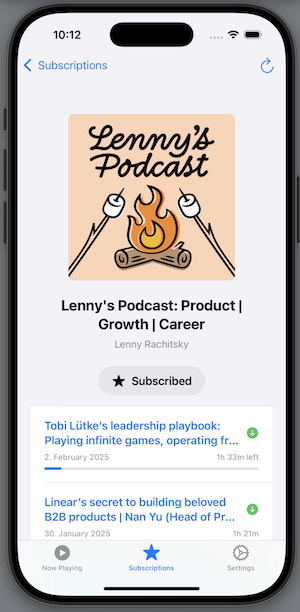 10:12
Subscriptions
Lenny's
Podcast
Lenny's Podcast: Product |
Growth | Career
Lenny Rachitsky
Subscribed
Tobi Lütke's leadership playbook:
Playing infinite games, operating fr...
2. February 2025 1h 33m left
Linear's secret to building beloved
B2B products | Nan Yu (Head of Pr...
30. January 2025 1h 21m
Now Playing Subscriptions Settings